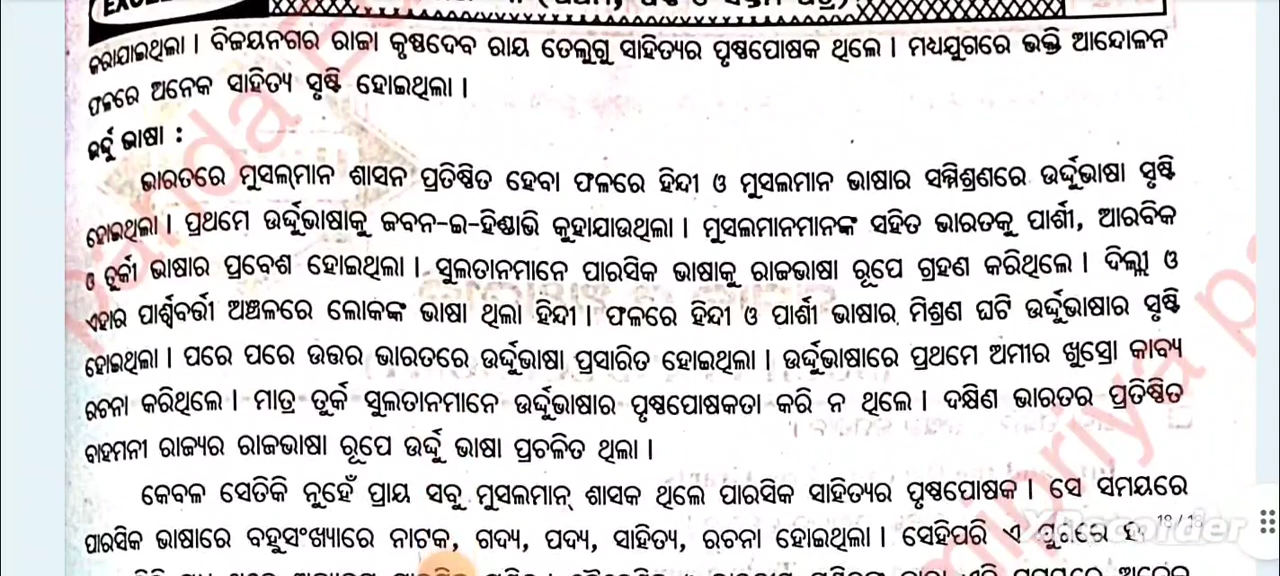 କରାଯାଇଥିଲା । ବିଜୟନଗର ରାଜା କୃଷ୍ଣଦେବ ରାୟ ତେଲୁଗୁ ସାହିତ୍ୟର ପୃଷ୍ଠପୋଷକ ଥିଲେ । ମଧ୍ୟଯୁଗରେ ଭକ୍ତି ଆନ୍ଦୋଳନ
ଫଳରେ ଅନେକ ସାହିତ୍ୟ ସୃଷ୍ଟି ହୋଇଥିଲା ।
ଉର୍ଦ୍ଦୁ ଭାଷା :
ଭାରତରେ ମୁସଲ୍‌ମାନ ଶାସନ ପ୍ରତିଷ୍ଠିତ ହେବା ଫଳରେ ହିନ୍ଦୀ ଓ ମୁସଲମାନ ଭାଷାର ସମ୍ମିଶ୍ରଣରେ ଉର୍ଦ୍ଦୁଭାଷା ସୃଷ୍ଟି
ହୋଇଥିଲା । ପ୍ରଥମେ ଉର୍ଦ୍ଦୁଭାଷାକୁ ଜବନ-ଇ-ହିଣ୍ଡାଭି କୁହାଯାଉଥିଲା । ମୁସଲମାନମାନଙ୍କ ସହିତ ଭାରତକୁ ପାର୍ଶୀ, ଆରବିକ
ଓ ତୁର୍କୀ ଭାଷାର ପ୍ରବେଶ ହୋଇଥିଲା । ସୁଲତାନମାନେ ପାରସିକ ଭାଷାକୁ ରାଜଭାଷା ରୂପେ ଗ୍ରହଣ କରିଥିଲେ । ଦିଲ୍ଲୀ ଓ
ଏହାର ପାର୍ଶ୍ୱବର୍ତ୍ତୀ ଅଞ୍ଚଳରେ ଲୋକଙ୍କ ଭାଷା ଥିଲା ହିନ୍ଦୀ । ଫଳରେ ହିନ୍ଦୀ ଓ ପାର୍ଶୀ ଭାଷାର ମିଶ୍ରଣ ଘଟି ଉର୍ଦ୍ଦୁଭାଷାର ସୃଷ୍ଟି
ହୋଇଥିଲା । ପରେ ପରେ ଉତ୍ତର ଭାରତରେ ଉର୍ଦ୍ଦୁଭାଷା ପ୍ରସାରିତ ହୋଇଥିଲା । ଉର୍ଦ୍ଦୁଭାଷାରେ ପ୍ରଥମେ ଅମୀର ଖୁସ୍ରୋ କାବ୍ୟ
ରଚନା କରିଥିଲେ । ମାତ୍ର ତୁର୍କ ସୁଲତାନମାନେ ଉର୍ଦ୍ଦୁଭାଷାର ପୃଷ୍ଠପୋଷକତା କରି ନ ଥିଲେ । ଦକ୍ଷିଣ ଭାରତର ପ୍ରତିଷ୍ଠିତ
ବାହମନୀ ରାଜ୍ୟର ରାଜଭାଷା ରୂପେ ଉର୍ଦ୍ଦୁ ଭାଷା ପ୍ରଚଳିତ ଥିଲା ।
କେବଳ ସେତିକି ନୁହେଁ ପ୍ରାୟ ସବୁ ମୁସଲମାନ୍ ଶାସକ ଥିଲେ ପାରସିକ ସାହିତ୍ୟର ପୃଷ୍ଠପୋଷକ । ସେ ସମୟରେ
ପାରସିକ ଭାଷାରେ ବହୁସଂଖ୍ୟାରେ ନାଟକ, ଗଦ୍ୟ, ପଦ୍ୟ, ସାହିତ୍ୟ, ରଚନା ହୋଇଥିଲା । ସେହିପରି ଏ ଯୁଗରେ
XRecorder